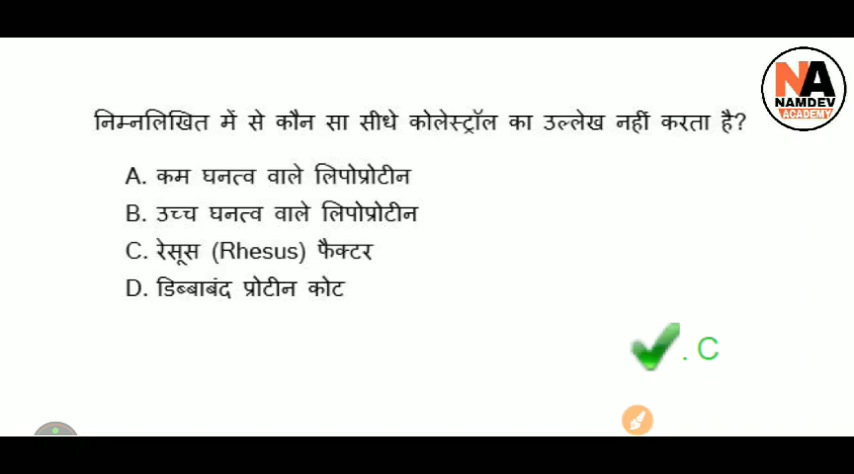 NA
NAMDEV
ACADEMY
निम्नलिखित में से कौन सा सीधे कोलेस्ट्रॉल का उल्लेख नहीं करता है?
A. कम घनत्व वाले लिपोप्रोटीन
B. उच्च घनत्व वाले लिपोप्रोटीन
C. रेसूस (Rhesus) फैक्टर
D. डिब्बाबंद प्रोटीन कोट
. C